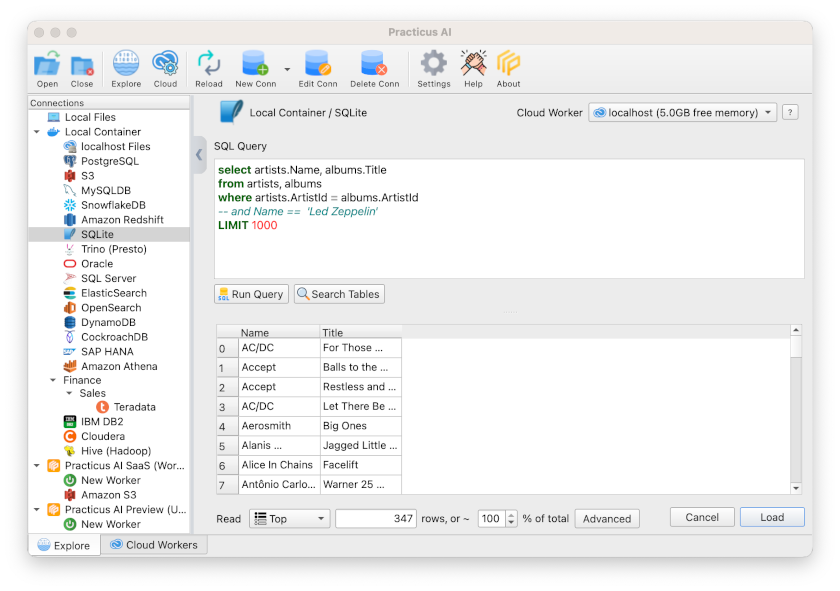 Practicus AI
Open Close Explore Cloud Reload New Conn Edit Conn Delete Conn Settings Help About
Connections
Local Files
Local Container
localhost Files
PostgreSQL
S3
MySQLDB
SnowflakeDB
Amazon Redshift
SQLite
Trino (Presto)
Oracle
SQL Server
ElasticSearch
OpenSearch
DynamoDB
CockroachDB
SAP HANA
Amazon Athena
Finance
Sales
Teradata
IBM DB2
Cloudera
Hive (Hadoop)
Practicus AI SaaS (Wor...
New Worker
Amazon S3
Practicus AI Preview (U...
New Worker
Explore Cloud Workers
Local Container / SQLite Cloud Worker localhost (5.0GB free memory) ?
SQL Query
select artists.Name, albums.Title
from artists, albums
where artists.ArtistId = albums.ArtistId
-- and Name == 'Led Zeppelin'
LIMIT 1000
SQL Run Query Search Tables
Name Title
0 AC/DC For Those ...
1 Accept Balls to the ...
2 Accept Restless and ...
3 AC/DC Let There Be ...
4 Aerosmith Big Ones
5 Alanis ... Jagged Little ...
6 Alice In Chains Facelift
7 Antônio Carlo... Warner 25 ...
Read Top 347 rows, or ~ 100 % of total Advanced Cancel Load